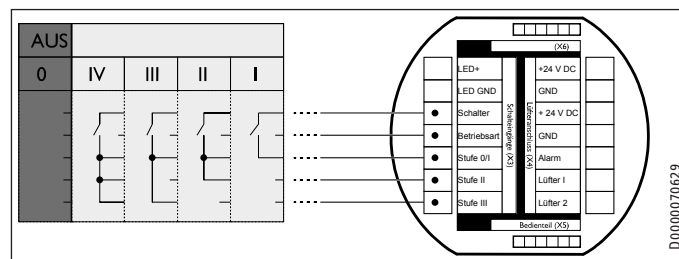 AUS
0 IV III II I
(X6)
LED+
LED GND
Schalter
Betriebsart
Stufe 0/I
Stufe II
Stufe III
Schalteingänge (X3)
Lüfteranschluss (X4)
+24 V DC
GND
+ 24 V DC
GND
Alarm
Lüfter I
Lüfter 2
Bedienteil (X5)
D0000070629